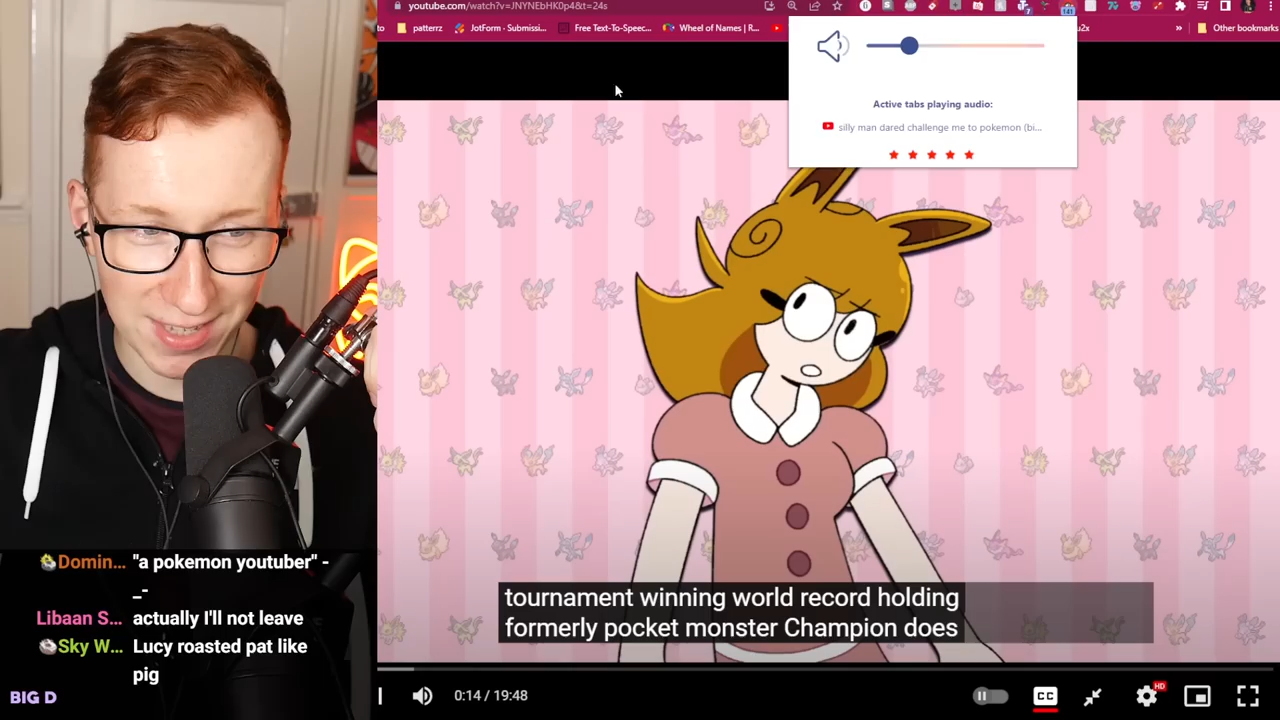 youtube.com/watch?v=JNYNEbHK0p4&t=24s
patterrz
JotForm - Submissi...
Free Text-To-Speec...
Wheel of Names | R...
Other bookmarks
Active tabs playing audio:
silly man dared challenge me to pokemon (bi...
tournament winning world record holding
formerly pocket monster Champion does
Domin... "a pokemon youtuber" -
_-
Libaan S... actually I'll not leave
Sky W... Lucy roasted pat like
pig
BIG D
0:14 / 19:48
CC
HD